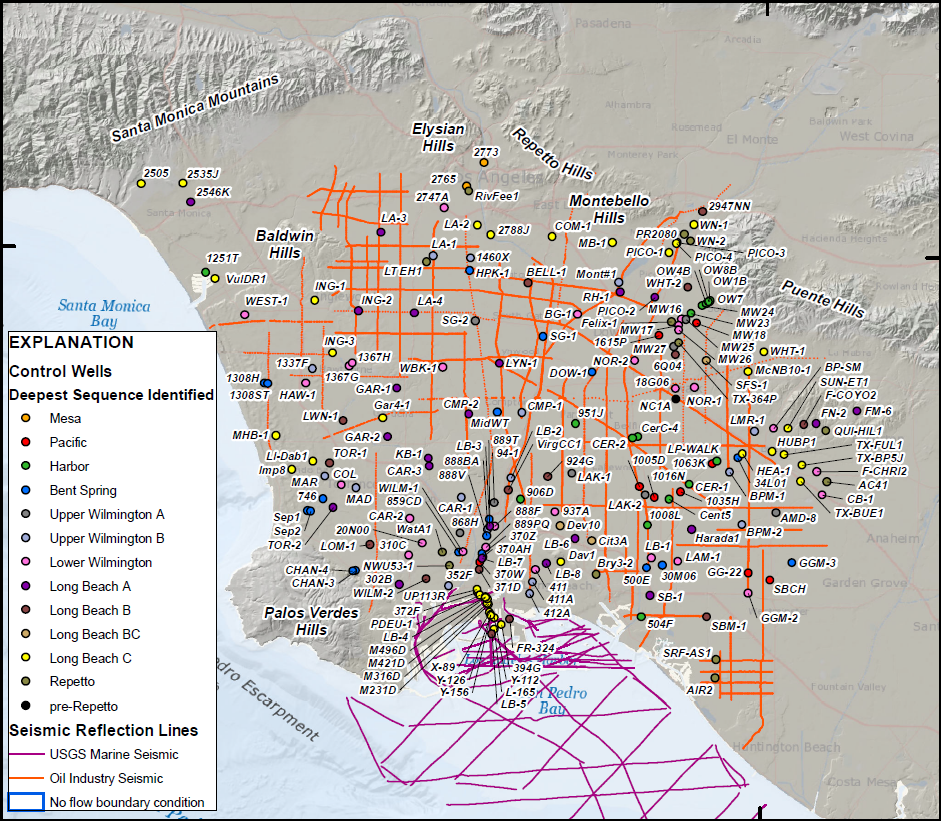 Pasadena
Arcadia
Santa Monica Mountains
Alhambra
Baldwin Park
Rosemead
El Monte
West Covina
Elysian
Hills
Repetto Hills
Monterey Park
2773
2505
2535J
2546K
2765
RivFee1
Los Angeles
2747A
Santa Monica
Montebello
Hills
2947NN
LA-3
LA-2
2788J
COM-1
MB-1
WN-1
PR2080
WN-2
Hacienda Heights
Baldwin
Hills
LA-1
1460X
PICO-1
PICO-4
PICO-3
1251T
VulDR1
LTEH1
HPK-1
BELL-1
Mont#1
OW4B
OW8B
WHT-2
OW1B
Puente Hills
Santa Monica
Bay
WEST-1
ING-1
ING-2
LA-4
RH-1
PICO-2
OW7
SG-2
BG-1
Felix-1
MW16
MW24
MW23
MW18
MW17
1615P
SG-1
MW25
MW26
MW27
ING-3
1367H
1337F
1367G
WBK-1
LYN-1
NOR-2
6Q04
WHT-1
La Habra
McNB10-1
BP-SM
1308H
1308ST
HAW-1
GAR-1
DOW-1
18G06
SFS-1
TX-364P
SUN-ET1
F-COYO2
NC1A
NOR-1
LWN-1
Gar4-1
CMP-2
MidWT
CMP-1
951J
CerC-4
LMR-1
FN-2
FM-6
MHB-1
GAR-2
LB-3
889T
LB-2
VirgCC1
CER-2
LP-WALK
HUBP1
QUI-HIL1
TX-FUL1
Li-Dab1
TOR-1
KB-1
888BA
94-1
924G
1005D
1063K
TX-BP5J
Imp8
COL
CAR-3
888V
LAK-1
1016N
CER-1
HEA-1
F-CHRI2
MAR
WILM-1
906D
34L01
AC41
746
MAD
859CD
CAR-1
888F
937A
LAK-2
1035H
BPM-1
CB-1
Sep1
Sep2
CAR-2
868H
889PQ
Dev10
1008L
Cent5
AMD-8
TX-BUE1
TOR-2
20N00
WatA1
370Z
LB-6
Cit3A
Harada1
BPM-2
Anaheim
LOM-1
310C
370AH
LB-7
Dav1
LB-1
LAM-1
CHAN-4
CHAN-3
NWU53-1
302B
352F
370W
371D
LB-8
Bry3-2
500E
30M06
GG-22
GGM-3
Garden Grove
WILM-2
UP113R
411
411A
SB-1
SBCH
Palos Verdes
Hills
372F
PDEU-1
LB-4
412A
504F
SBM-1
GGM-2
M496D
M421D
M316D
M231D
FR-324
X-89
Y-126
Y-156
394G
Y-112
L-165
LB-5
San Pedro
Bay
SRF-AS1
AIR2
Fountain Valley
Huntington Beach
Costa Mesa
San Pedro Escarpment
EXPLANATION
Control Wells
Deepest Sequence Identified
Mesa
Pacific
Harbor
Bent Spring
Upper Wilmington A
Upper Wilmington B
Lower Wilmington
Long Beach A
Long Beach B
Long Beach BC
Long Beach C
Repetto
pre-Repetto
Seismic Reflection Lines
USGS Marine Seismic
Oil Industry Seismic
No flow boundary condition